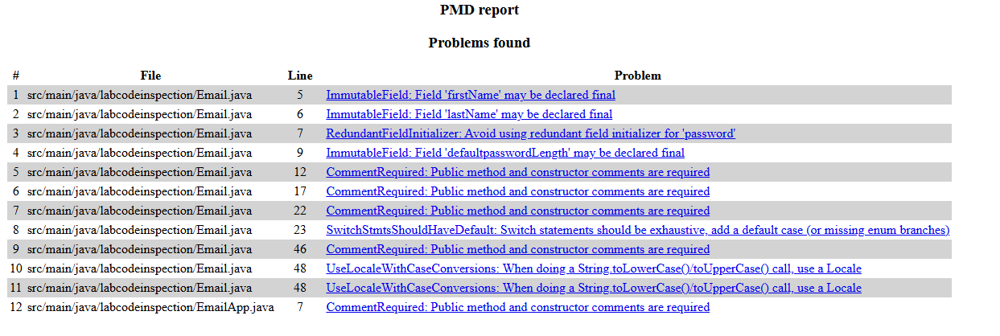 PMD report
Problems found
# File Line Problem
1 src/main/java/labcodeinspection/Email.java 5 ImmutableField: Field 'firstName' may be declared final
2 src/main/java/labcodeinspection/Email.java 6 ImmutableField: Field 'lastName' may be declared final
3 src/main/java/labcodeinspection/Email.java 7 RedundantFieldInitializer: Avoid using redundant field initializer for 'password'
4 src/main/java/labcodeinspection/Email.java 9 ImmutableField: Field 'defaultpasswordLength' may be declared final
5 src/main/java/labcodeinspection/Email.java 12 CommentRequired: Public method and constructor comments are required
6 src/main/java/labcodeinspection/Email.java 17 CommentRequired: Public method and constructor comments are required
7 src/main/java/labcodeinspection/Email.java 22 CommentRequired: Public method and constructor comments are required
8 src/main/java/labcodeinspection/Email.java 23 SwitchStmtsShouldHaveDefault: Switch statements should be exhaustive, add a default case (or missing enum branches)
9 src/main/java/labcodeinspection/Email.java 46 CommentRequired: Public method and constructor comments are required
10 src/main/java/labcodeinspection/Email.java 48 UseLocaleWithCaseConversions: When doing a String.toLowerCase()/toUpperCase() call, use a Locale
11 src/main/java/labcodeinspection/Email.java 48 UseLocaleWithCaseConversions: When doing a String.toLowerCase()/toUpperCase() call, use a Locale
12 src/main/java/labcodeinspection/EmailApp.java 7 CommentRequired: Public method and constructor comments are required